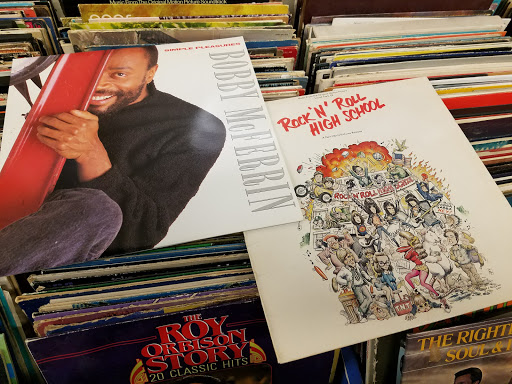 Music From The Original Motion Picture Soundtrack
SIMPLE PLEASURES
BOBBY McFERRIN
ROCK 'N' ROLL
HIGH SCHOOL
ROCK'N'ROLL HIGH SCHOOL
THE
ROY
ORBISON
STORY
20 CLASSIC HITS
THE RIGHTE
SOUL & I